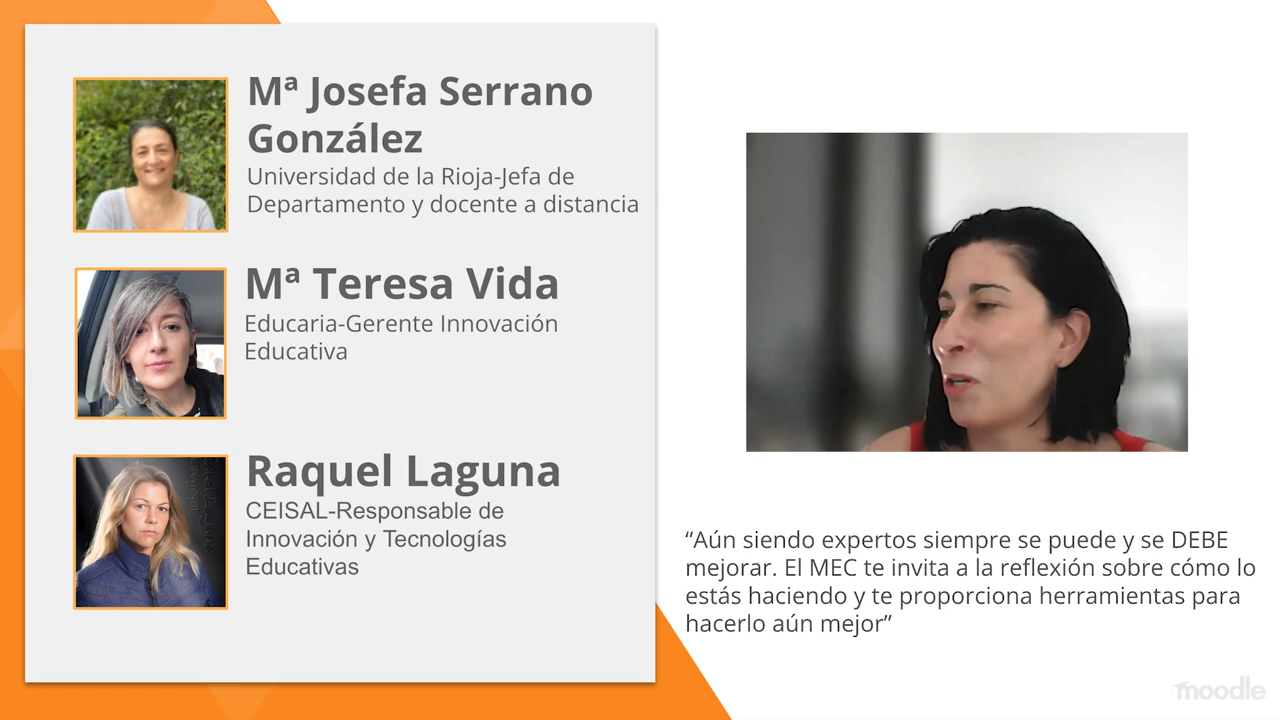 Mª Josefa Serrano
González
Universidad de la Rioja-Jefa de
Departamento y docente a distancia
Mª Teresa Vida
Educaria-Gerente Innovación
Educativa
Raquel Laguna
CEISAL-Responsable de
Innovación y Tecnologías
Educativas
“Aún siendo expertos siempre se puede y se DEBE
mejorar. El MEC te invita a la reflexión sobre cómo lo
estás haciendo y te proporciona herramientas para
hacerlo aún mejor”
moodle